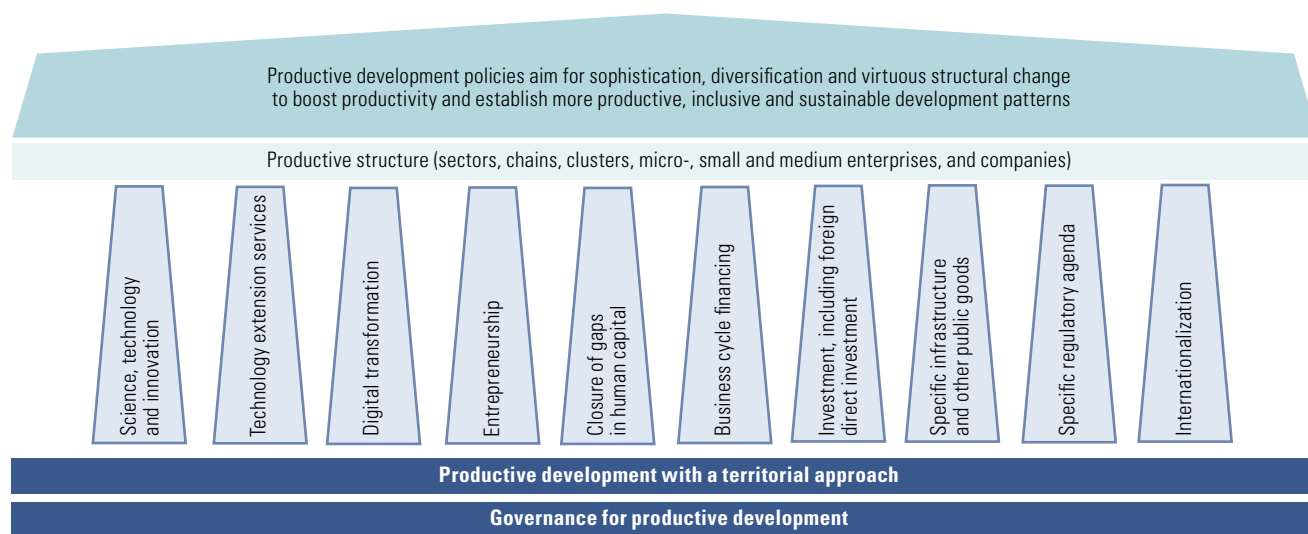 Productive development policies aim for sophistication, diversification and virtuous structural change
to boost productivity and establish more productive, inclusive and sustainable development patterns
Productive structure (sectors, chains, clusters, micro-, small and medium enterprises, and companies)
Science, technology
and innovation
Technology extension services
Digital transformation
Entrepreneurship
Closure of gaps
in human capital
Business cycle financing
Investment, including foreign
direct investment
Specific infrastructure
and other public goods
Specific regulatory agenda
Internationalization
Productive development with a territorial approach
Governance for productive development